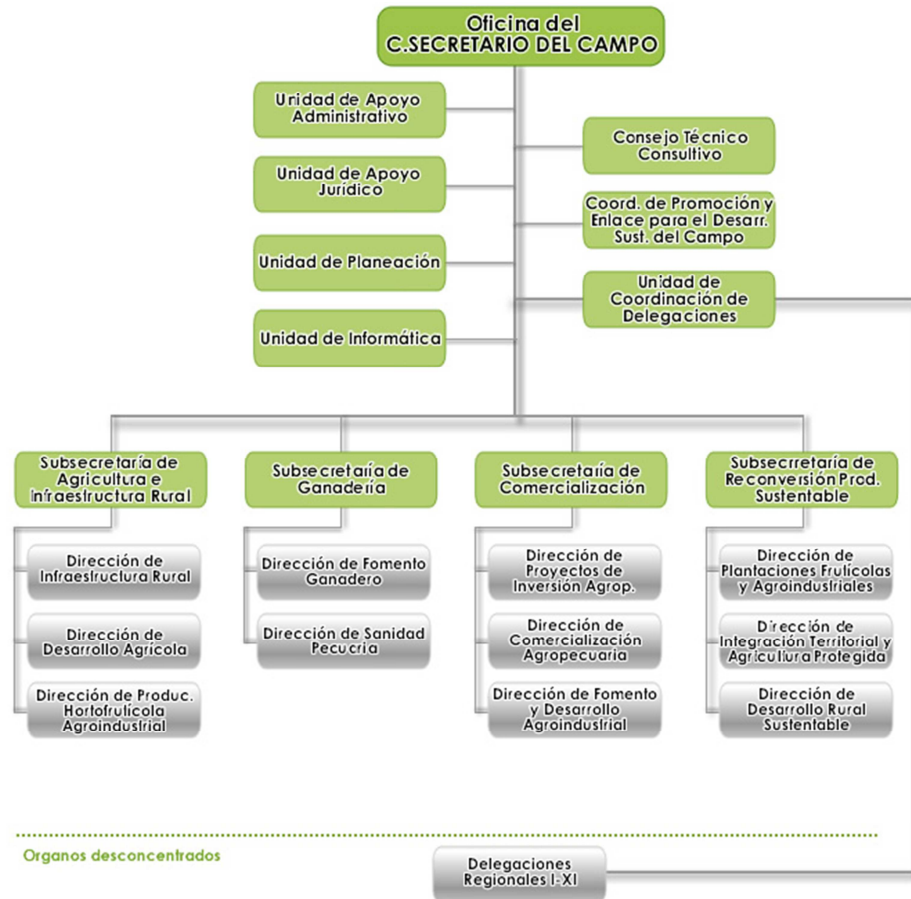 Oficina del
C.SECRETARIO DEL CAMPO
Unidad de Apoyo
Administrativo
Consejo Técnico
Consultivo
Unidad de Apoyo
Jurídico
Coord. de Promoción y
Enlace para el Desarr.
Sust. del Campo
Unidad de Planeación
Unidad de
Coordinación de
Delegaciones
Unidad de Informática
Subsecretaría de
Agricultura e
Infraestructura Rural
Subsecretaría de
Ganadería
Subsecretaría de
Comercialización
Subsecrretaría de
Reconversión Prod.
Sustentable
Dirección de
Infraestructura Rural
Dirección de Fomento
Ganadero
Dirección de
Proyectos de
Inversión Agrop.
Dirección de
Plantaciones Frutícolas
y Agroindustriales
Dirección de
Desarrollo Agrícola
Dirección de Sanidad
Pecucria
Dirección de
Comercialización
Agropecuaria
Dirección de
Integración Territorial y
Agricultiura Protegida
Dirección de Produc.
Hortofrutícola
Agroindustrial
Dirección de Fomento
y Desarrollo
Agroindustrial
Dirección de
Desarrollo Rural
Sustentable
Organos desconcentrados
Delegaciones
Regionales I-XI